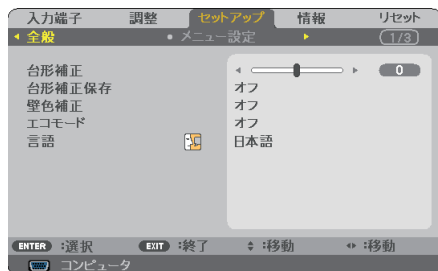 入力端子 調整 セットアップ 情報 リセット
全般 ● メニュー設定 (1/3)
台形補正 0
台形補正保存 オフ
壁色補正 オフ
エコモード オフ
言語 日本語
ENTER :選択 EXIT :終了 :移動 :移動
コンピュータ